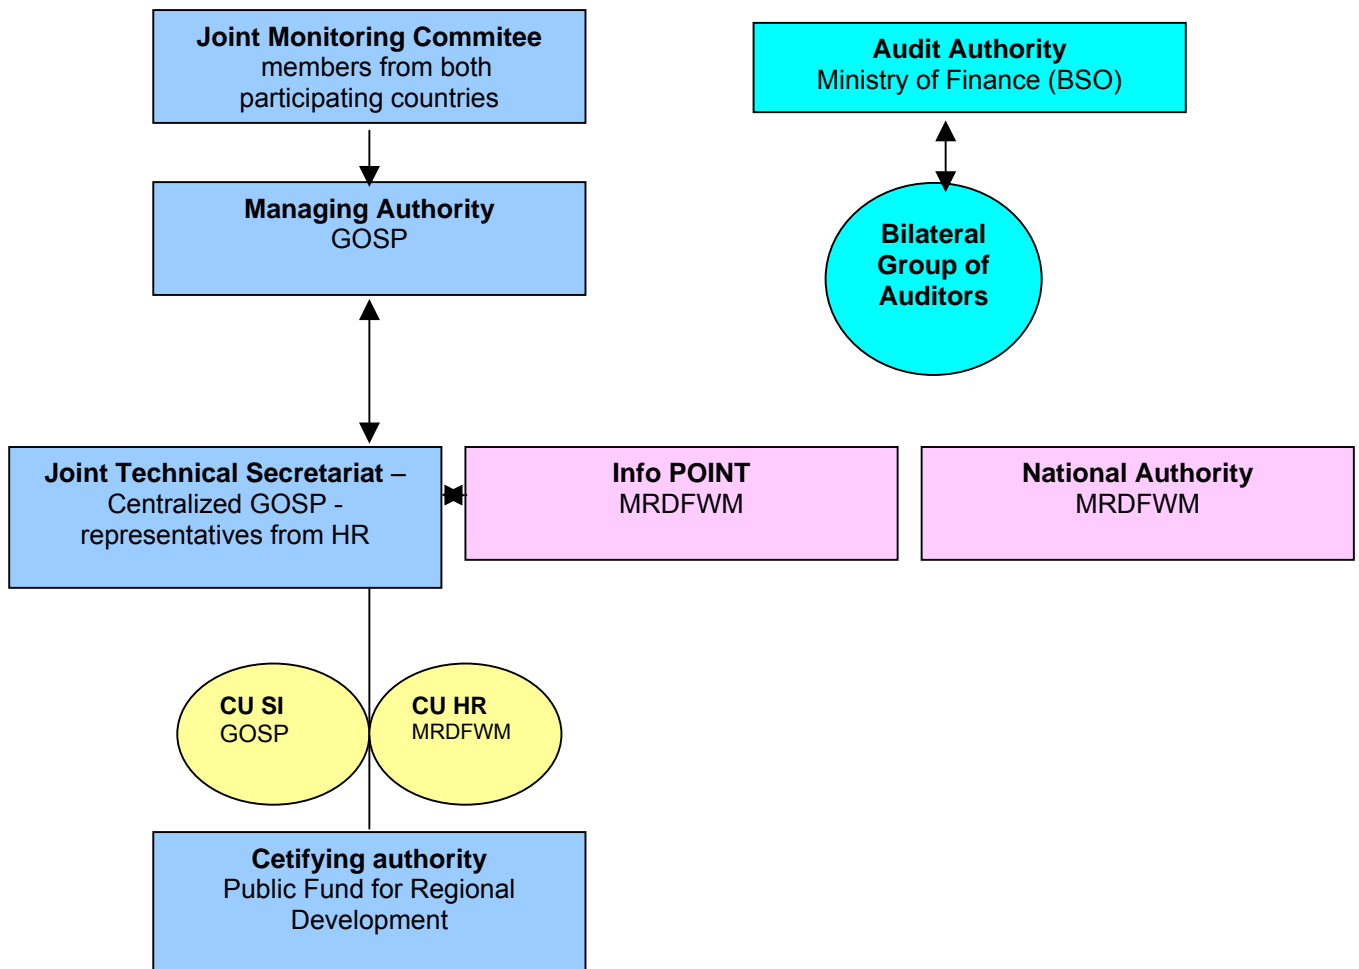 Joint Monitoring Commitee
members from both
participating countries
Audit Authority
Ministry of Finance (BSO)
Managing Authority
GOSP
Bilateral
Group of
Auditors
Joint Technical Secretariat –
Centralized GOSP -
representatives from HR
Info POINT
MRDFWM
National Authority
MRDFWM
CU SI
GOSP
CU HR
MRDFWM
Cetifying authority
Public Fund for Regional
Development